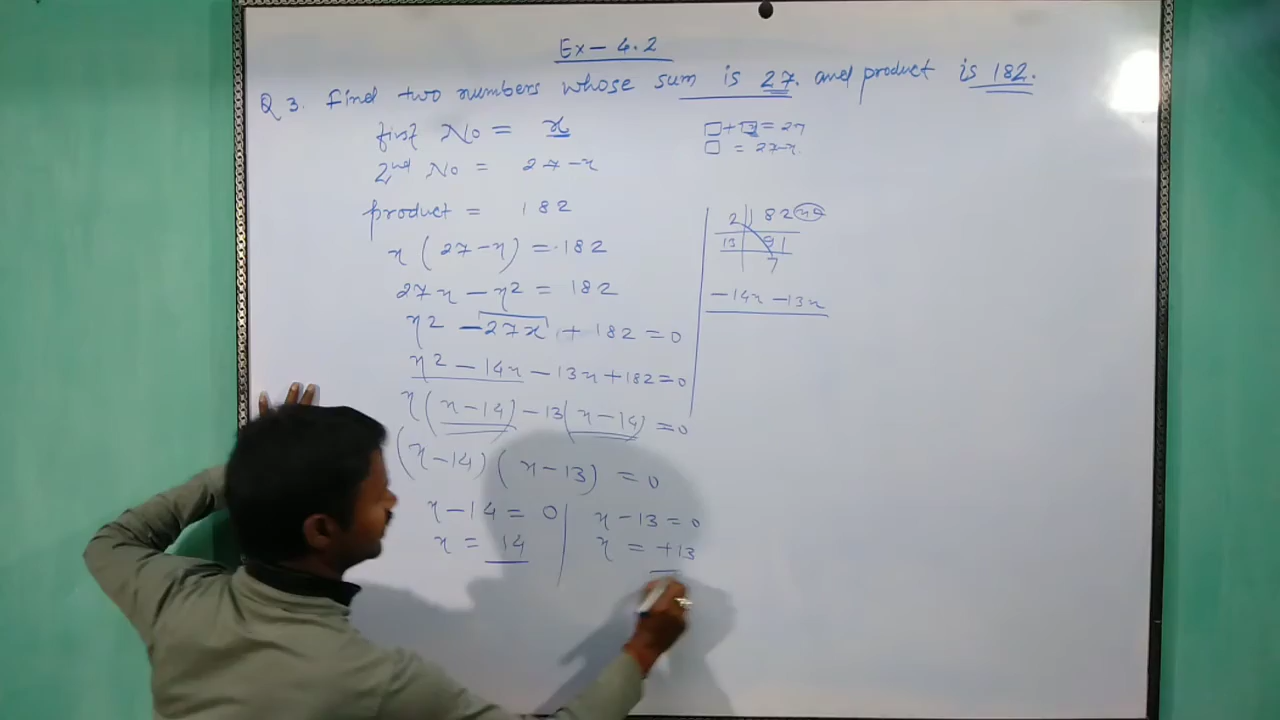 Ex - 4.2
Q 3. Find two numbers whose sum is 27. and product is 182.
first No = x
2nd No = 27-x
product = 182
x (27-x) = 182
27x - x2 = 182
x2 - 27x + 182 = 0
x2 - 14x - 13x + 182 = 0
x (x-14) - 13 (x-14) = 0
(x-14) (x-13) = 0
x - 14 = 0
x = 14
x - 13 = 0
x = +13
□ = 27-x
2 | 182
13 | 91
7
- 14x - 13x